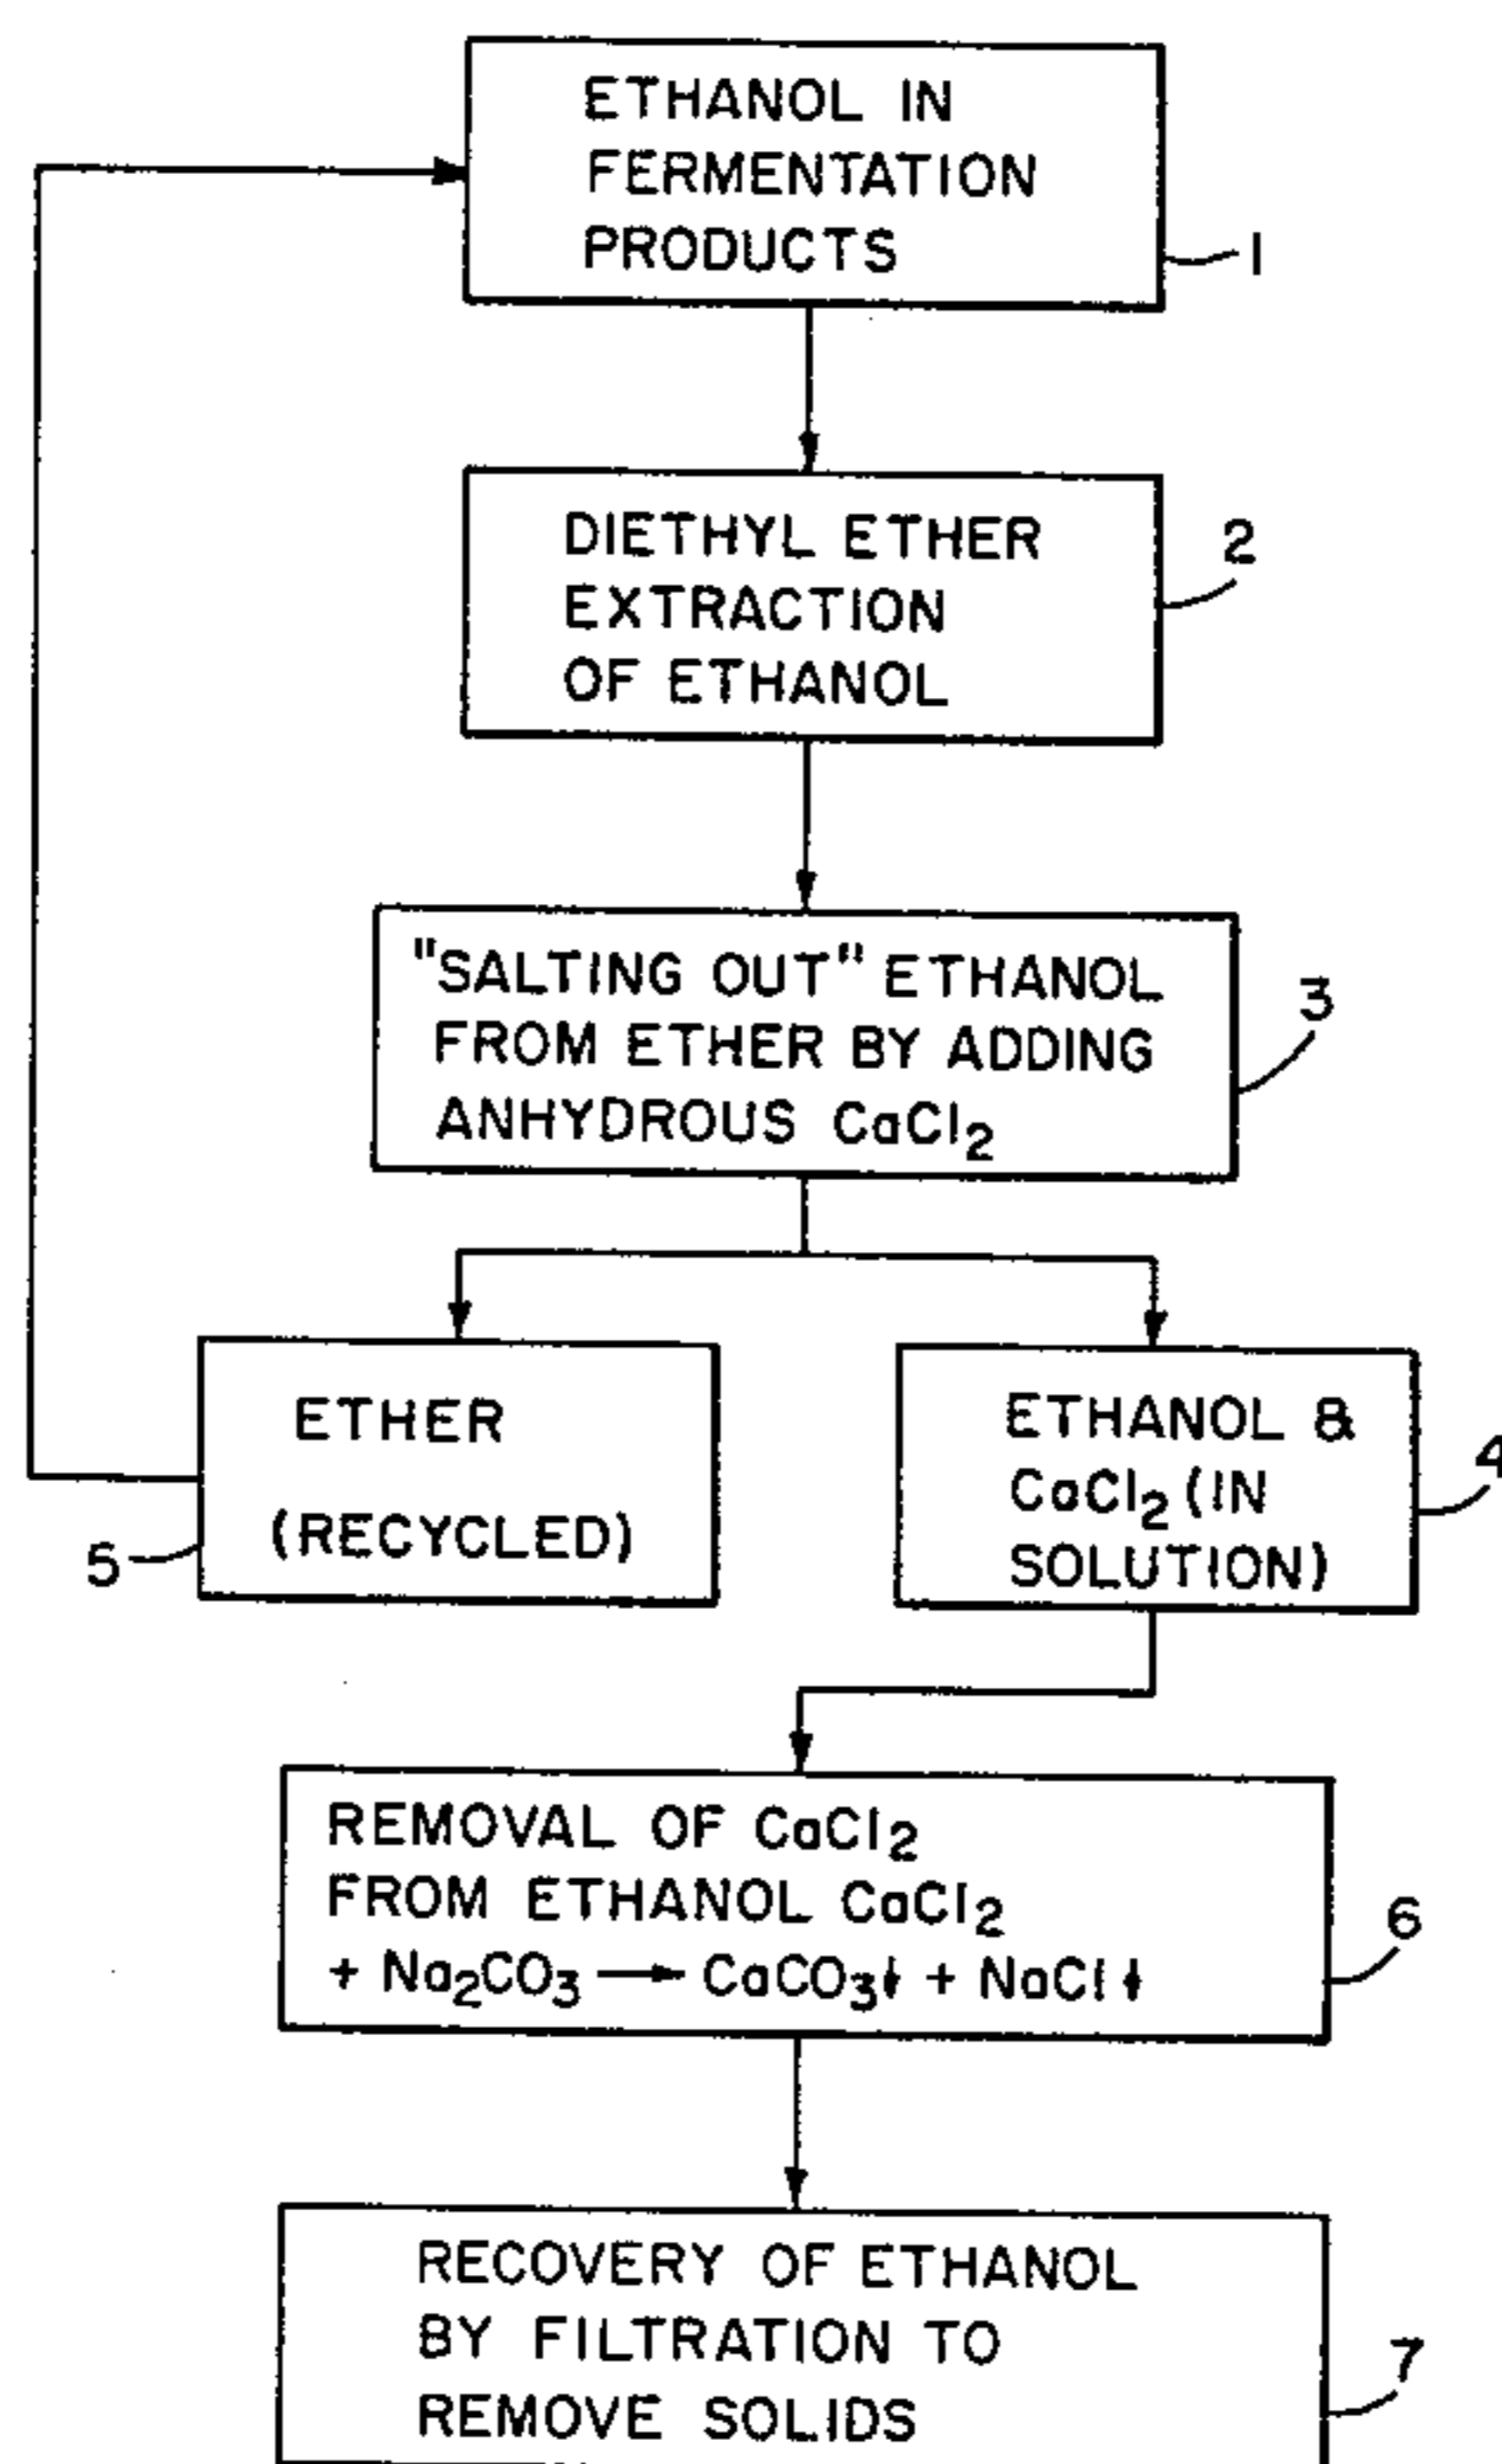 ETHANOL IN
FERMENTATION
PRODUCTS
1
DIETHYL ETHER
EXTRACTION
OF ETHANOL
2
"SALTING OUT" ETHANOL
FROM ETHER BY ADDING
ANHYDROUS CaCl₂
3
ETHER
(RECYCLED)
5
ETHANOL &
CaCl₂ (IN
SOLUTION)
4
REMOVAL OF CaCl₂
FROM ETHANOL CaCl₂
+ Na₂CO₃ → CaCO₃↓ + NaCl↓
6
RECOVERY OF ETHANOL
BY FILTRATION TO
REMOVE SOLIDS
7